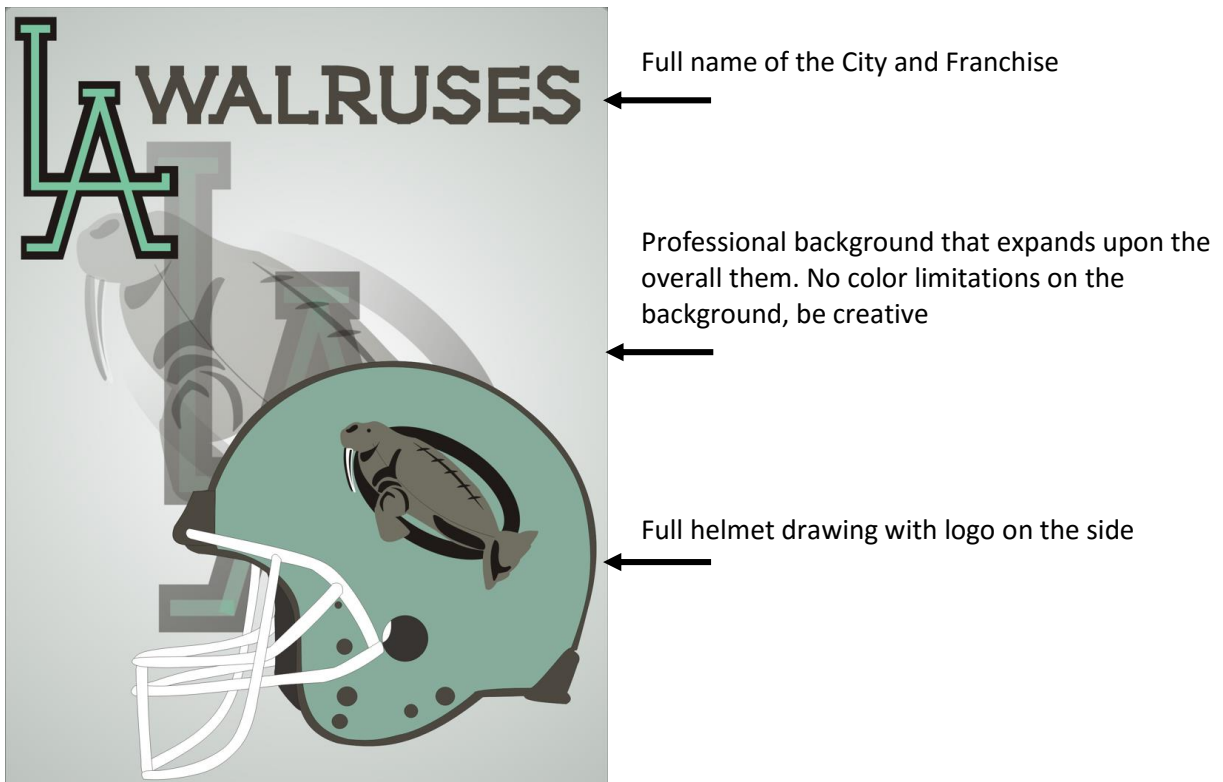 LA WALRUSES
Full name of the City and Franchise
LA
Professional background that expands upon the
overall them. No color limitations on the
background, be creative
Full helmet drawing with logo on the side